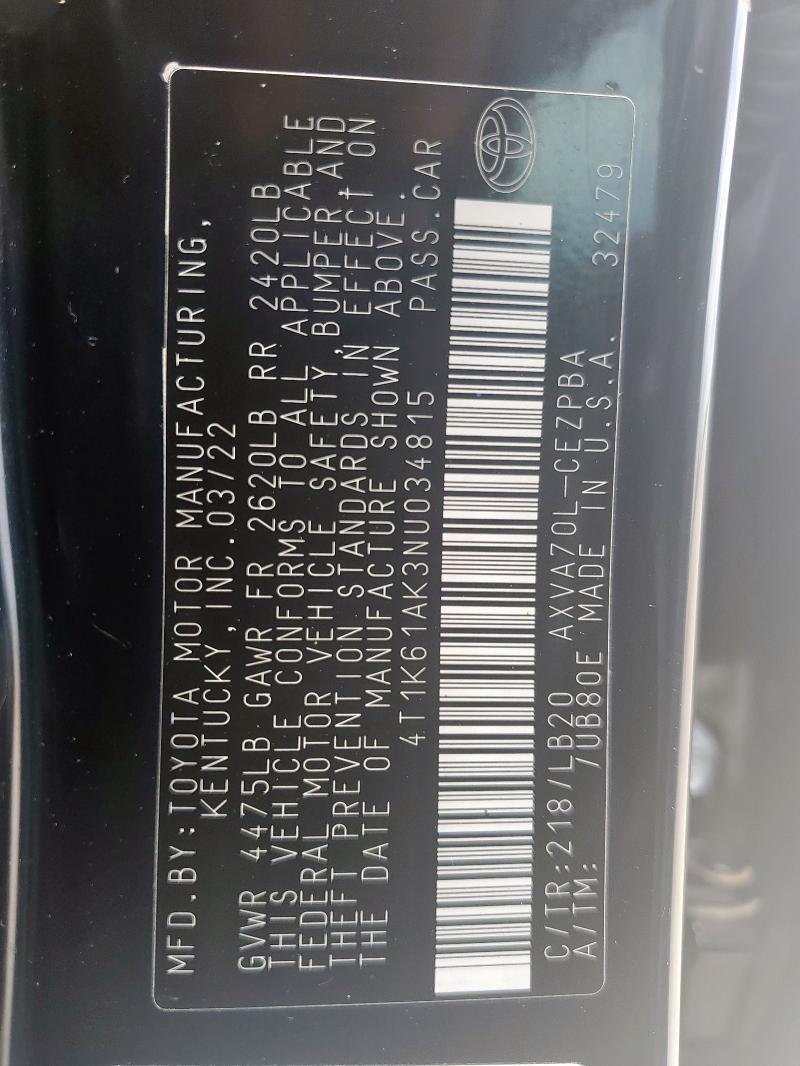 MFD.BY:TOYOTA MOTOR MANUFACTURING,
KENTUCKY,INC.03/22
GVWR 4475LB GAWR FR 2620LB RR 2420LB
THIS VEHICLE CONFORMS TO ALL APPLICABLE
FEDERAL MOTOR VEHICLE SAFETY,BUMPER,AND
THEFT PREVENTION STANDARDS IN EFFECT ON
THE DATE OF MANUFACTURE SHOWN ABOVE.
4T1K61AK3NU034815 PASS.CAR
C/TR:218/LB20 AXVA70L-CEZPBA
A/TM: 7UB80E MADE IN U.S.A. 32479